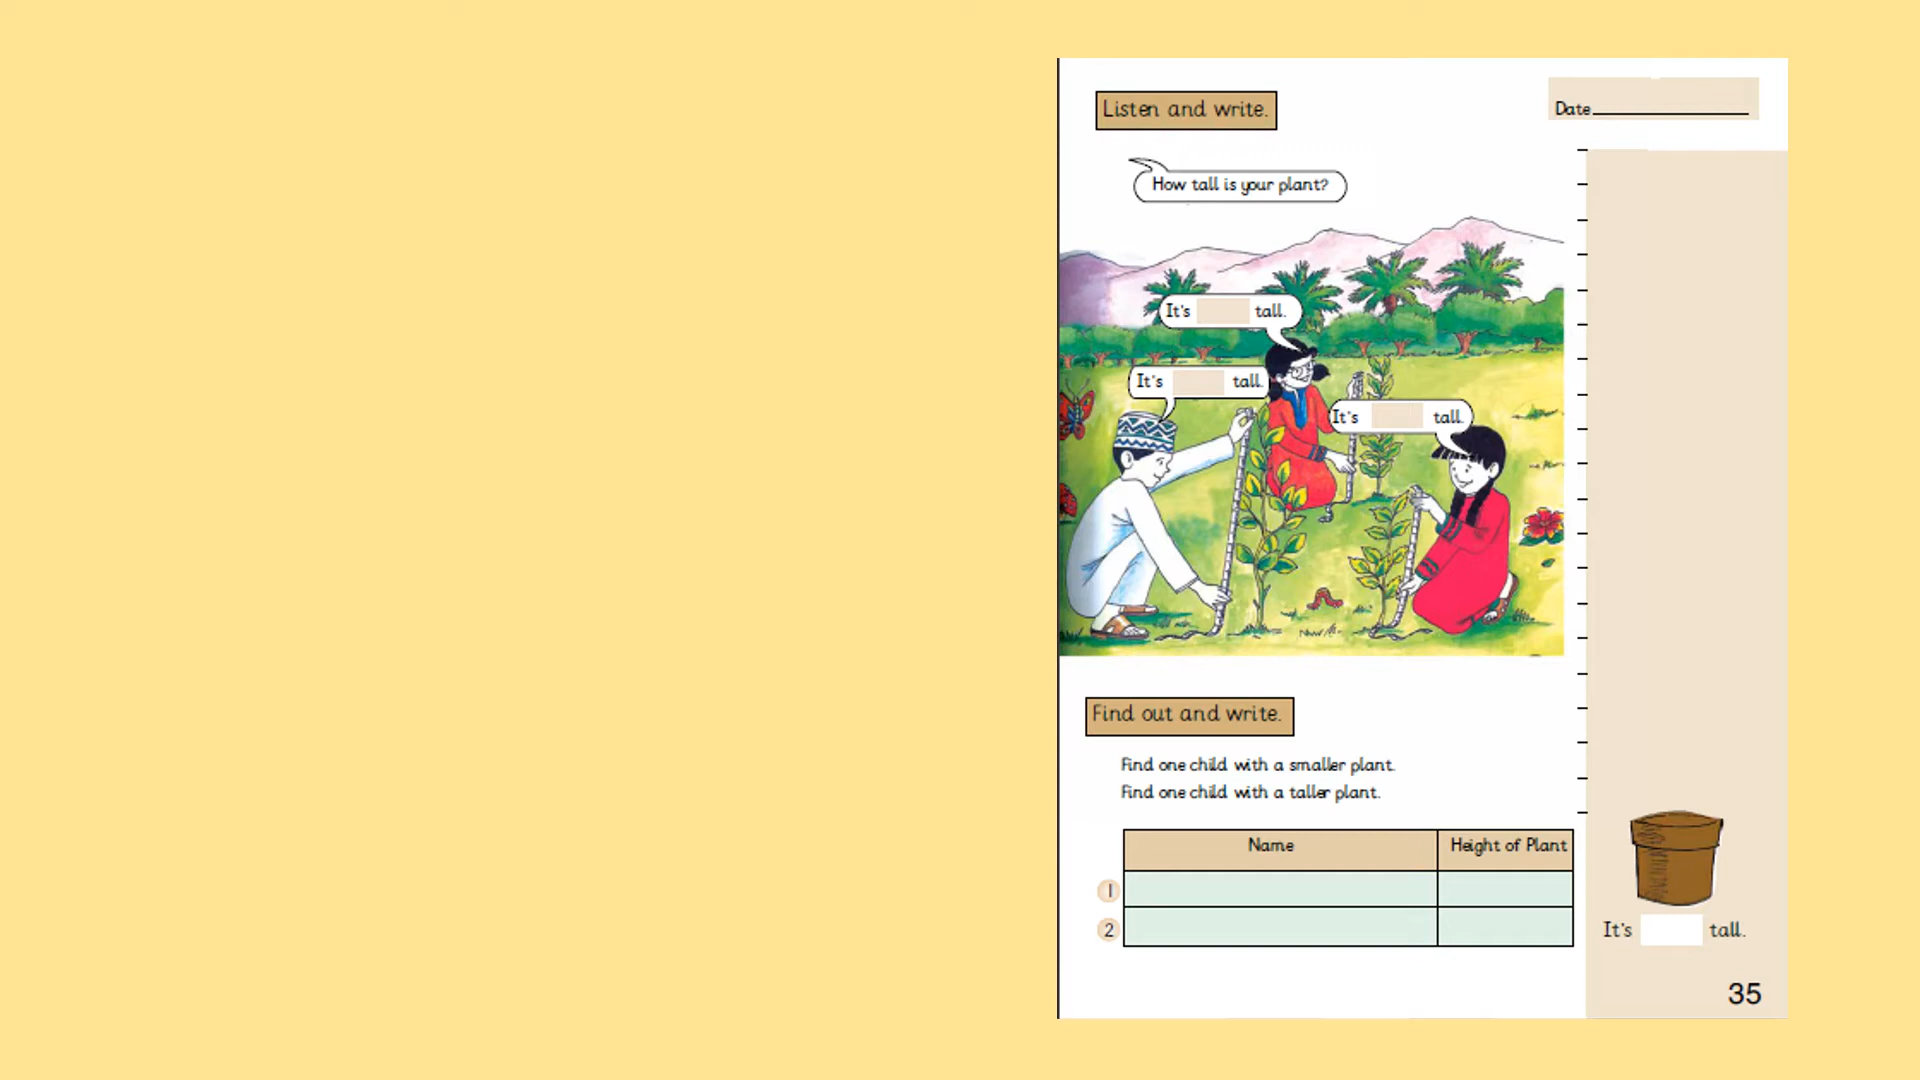 Listen and write.
Date
How tall is your plant?
It's tall.
It's tall.
It's tall.
Find out and write.
Find one child with a smaller plant.
Find one child with a taller plant.
Name Height of Plant
1
2
It's tall.
35